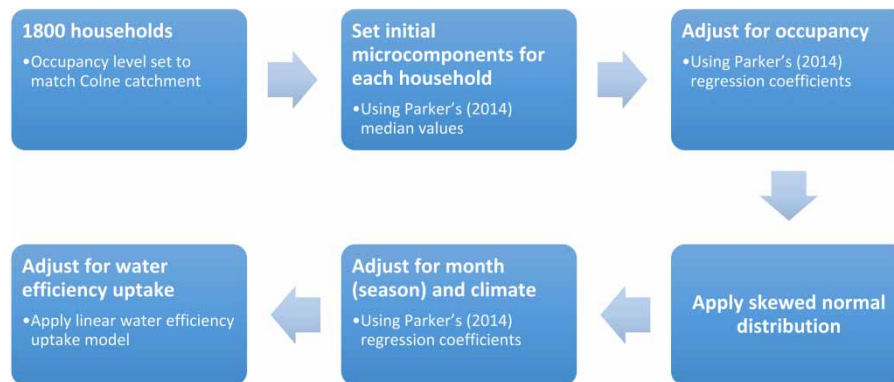 1800 households
•Occupancy level set to
match Colne catchment
Set initial
microcomponents for
each household
•Using Parker's (2014)
median values
Adjust for occupancy
•Using Parker's (2014)
regression coefficients
Apply skewed normal
distribution
Adjust for month
(season) and climate
•Using Parker's (2014)
regression coefficients
Adjust for water
efficiency uptake
•Apply linear water efficiency
uptake model